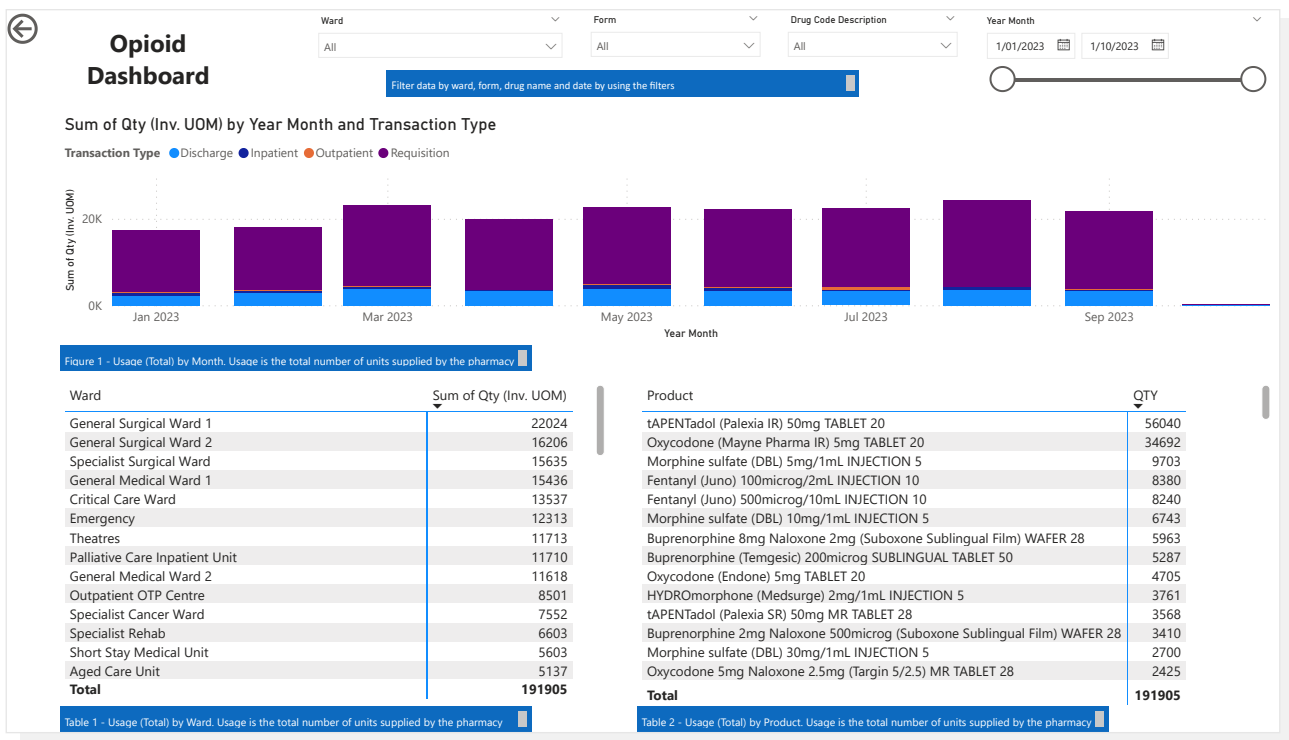 Opioid
Dashboard
Ward
All
Form
All
Drug Code Description
All
Year Month
1/01/2023 1/10/2023
Filter data by ward, form, drug name and date by using the filters
Sum of Qty (Inv. UOM) by Year Month and Transaction Type
Transaction Type Discharge Inpatient Outpatient Requisition
Sum of Qty (Inv. UOM)
20K
0K
Jan 2023 Mar 2023 May 2023 Jul 2023 Sep 2023
Year Month
Figure 1 - Usage (Total) by Month. Usage is the total number of units supplied by the pharmacy
Ward Sum of Qty (Inv. UOM)
General Surgical Ward 1 22024
General Surgical Ward 2 16206
Specialist Surgical Ward 15635
General Medical Ward 1 15436
Critical Care Ward 13537
Emergency 12313
Theatres 11713
Palliative Care Inpatient Unit 11710
General Medical Ward 2 11618
Outpatient OTP Centre 8501
Specialist Cancer Ward 7552
Specialist Rehab 6603
Short Stay Medical Unit 5603
Aged Care Unit 5137
Total 191905
Table 1 - Usage (Total) by Ward. Usage is the total number of units supplied by the pharmacy
Product QTY
tAPENTadol (Palexia IR) 50mg TABLET 20 56040
Oxycodone (Mayne Pharma IR) 5mg TABLET 20 34692
Morphine sulfate (DBL) 5mg/1mL INJECTION 5 9703
Fentanyl (Juno) 100microg/2mL INJECTION 10 8380
Fentanyl (Juno) 500microg/10mL INJECTION 10 8240
Morphine sulfate (DBL) 10mg/1mL INJECTION 5 6743
Buprenorphine 8mg Naloxone 2mg (Suboxone Sublingual Film) WAFER 28 5963
Buprenorphine (Temgesic) 200microg SUBLINGUAL TABLET 50 5287
Oxycodone (Endone) 5mg TABLET 20 4705
HYDROmorphone (Medsurge) 2mg/1mL INJECTION 5 3761
tAPENTadol (Palexia SR) 50mg MR TABLET 28 3568
Buprenorphine 2mg Naloxone 500microg (Suboxone Sublingual Film) WAFER 28 3410
Morphine sulfate (DBL) 30mg/1mL INJECTION 5 2700
Oxycodone 5mg Naloxone 2.5mg (Targin 5/2.5) MR TABLET 28 2425
Total 191905
Table 2 - Usage (Total) by Product. Usage is the total number of units supplied by the pharmacy